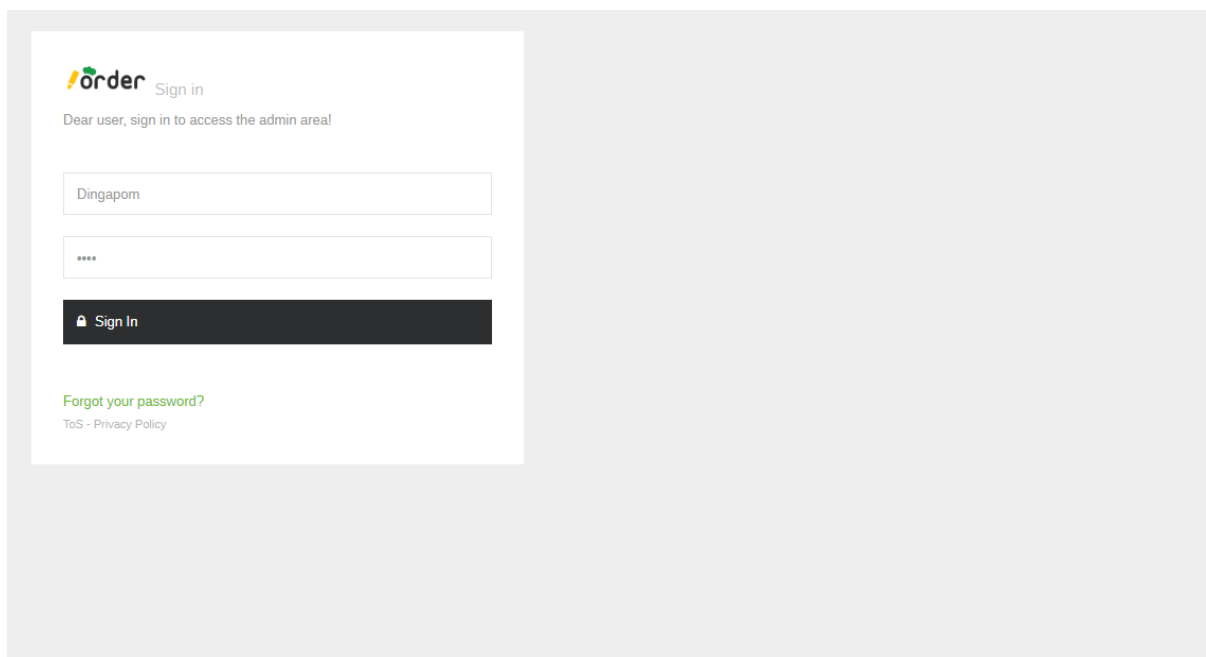 order Sign in
Dear user, sign in to access the admin area!
Dingapom
••••
Sign In
Forgot your password?
ToS - Privacy Policy